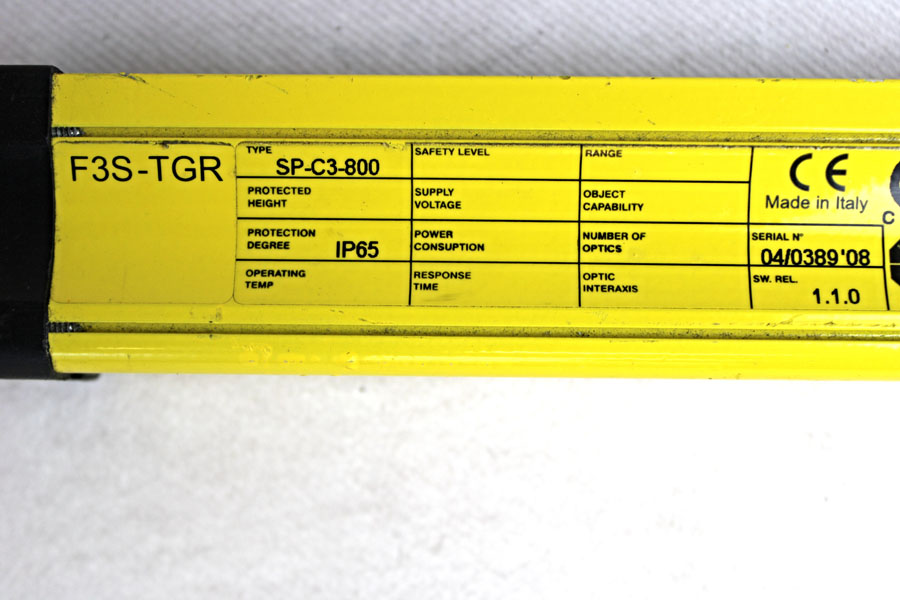 F3S-TGR
TYPE
SP-C3-800
SAFETY LEVEL
RANGE
CE
Made in Italy
C
PROTECTED
HEIGHT
SUPPLY
VOLTAGE
OBJECT
CAPABILITY
PROTECTION
DEGREE
IP65
POWER
CONSUPTION
NUMBER OF
OPTICS
SERIAL N°
04/0389'08
OPERATING
TEMP
RESPONSE
TIME
OPTIC
INTERAXIS
SW. REL.
1.1.0